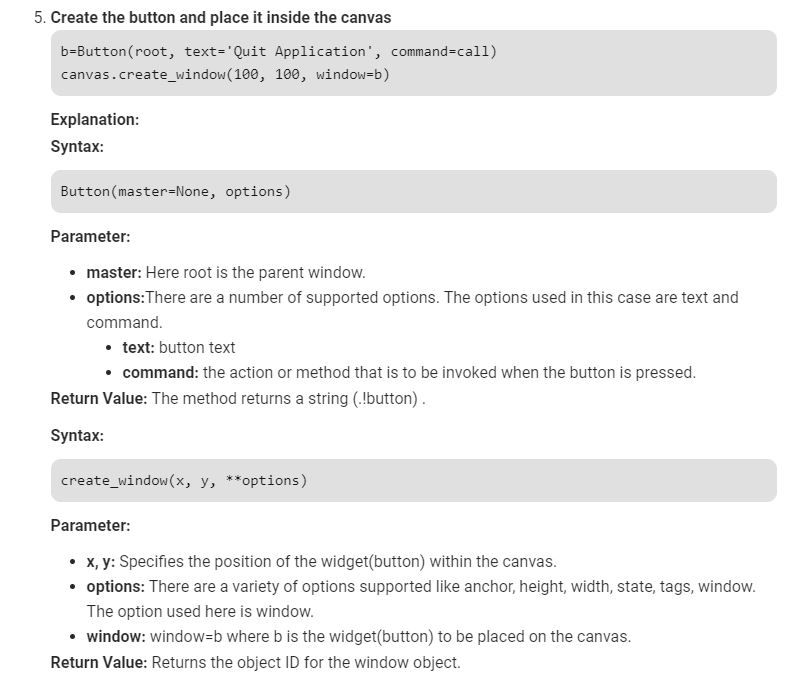 5. Create the button and place it inside the canvas
b=Button(root, text='Quit Application', command=call)
canvas.create_window(100, 100, window=b)
Explanation:
Syntax:
Button(master=None, options)
Parameter:
• master: Here root is the parent window.
• options:There are a number of supported options. The options used in this case are text and
command.
• text: button text
• command: the action or method that is to be invoked when the button is pressed.
Return Value: The method returns a string (.!button) .
Syntax:
create_window(x, y, **options)
Parameter:
• x, y: Specifies the position of the widget(button) within the canvas.
• options: There are a variety of options supported like anchor, height, width, state, tags, window.
The option used here is window.
• window: window=b where b is the widget(button) to be placed on the canvas.
Return Value: Returns the object ID for the window object.